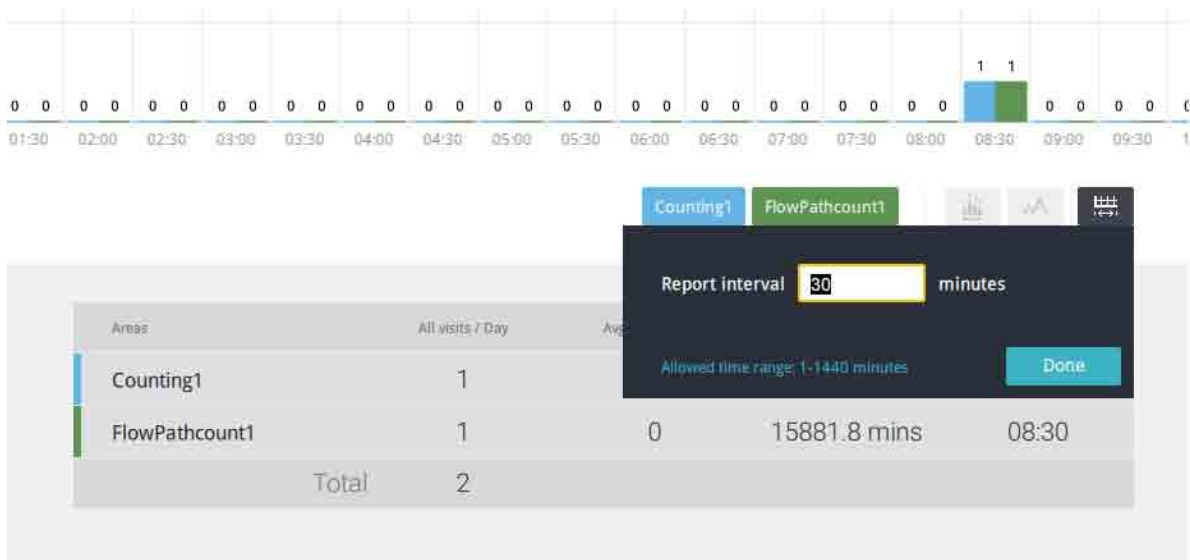 1 1
0 0 0 0 0 0 0 0 0 0 0 0 0 0 0 0 0 0 0 0 0 0 0 0 0 0 0 0 0 0 0 0
01:30 02:00 02:30 03:00 03:30 04:00 04:30 05:00 05:30 06:00 06:30 07:00 07:30 08:00 08:30 09:00 09:30
Counting1 FlowPathcount1
Report interval 30 minutes
Allowed time range: 1-1440 minutes Done
Areas All visits / Day
Counting1 1
FlowPathcount1 1 0 15881.8 mins 08:30
Total 2